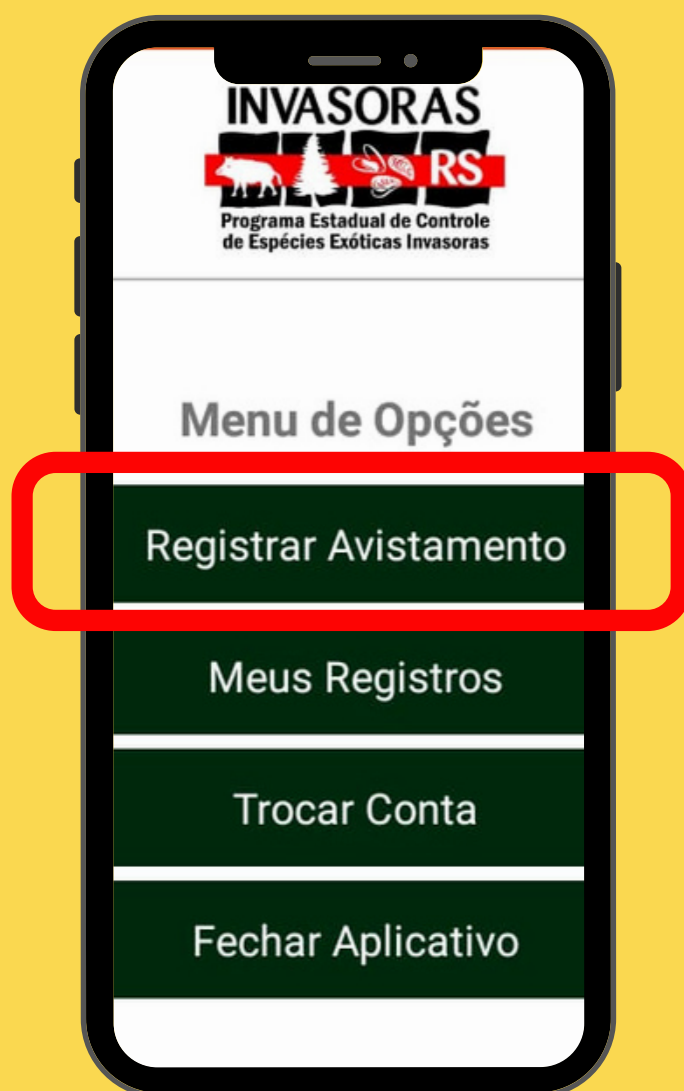 INVASORAS
RS
Programa Estadual de Controle
de Espécies Exóticas Invasoras
Menu de Opções
Registrar Avistamento
Meus Registros
Trocar Conta
Fechar Aplicativo